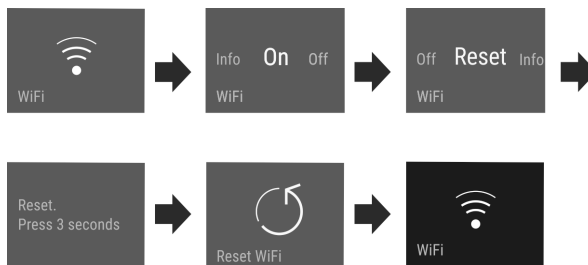 WiFi
Info On Off
WiFi
Off Reset Info
WiFi
Reset.
Press 3 seconds
Reset WiFi
WiFi